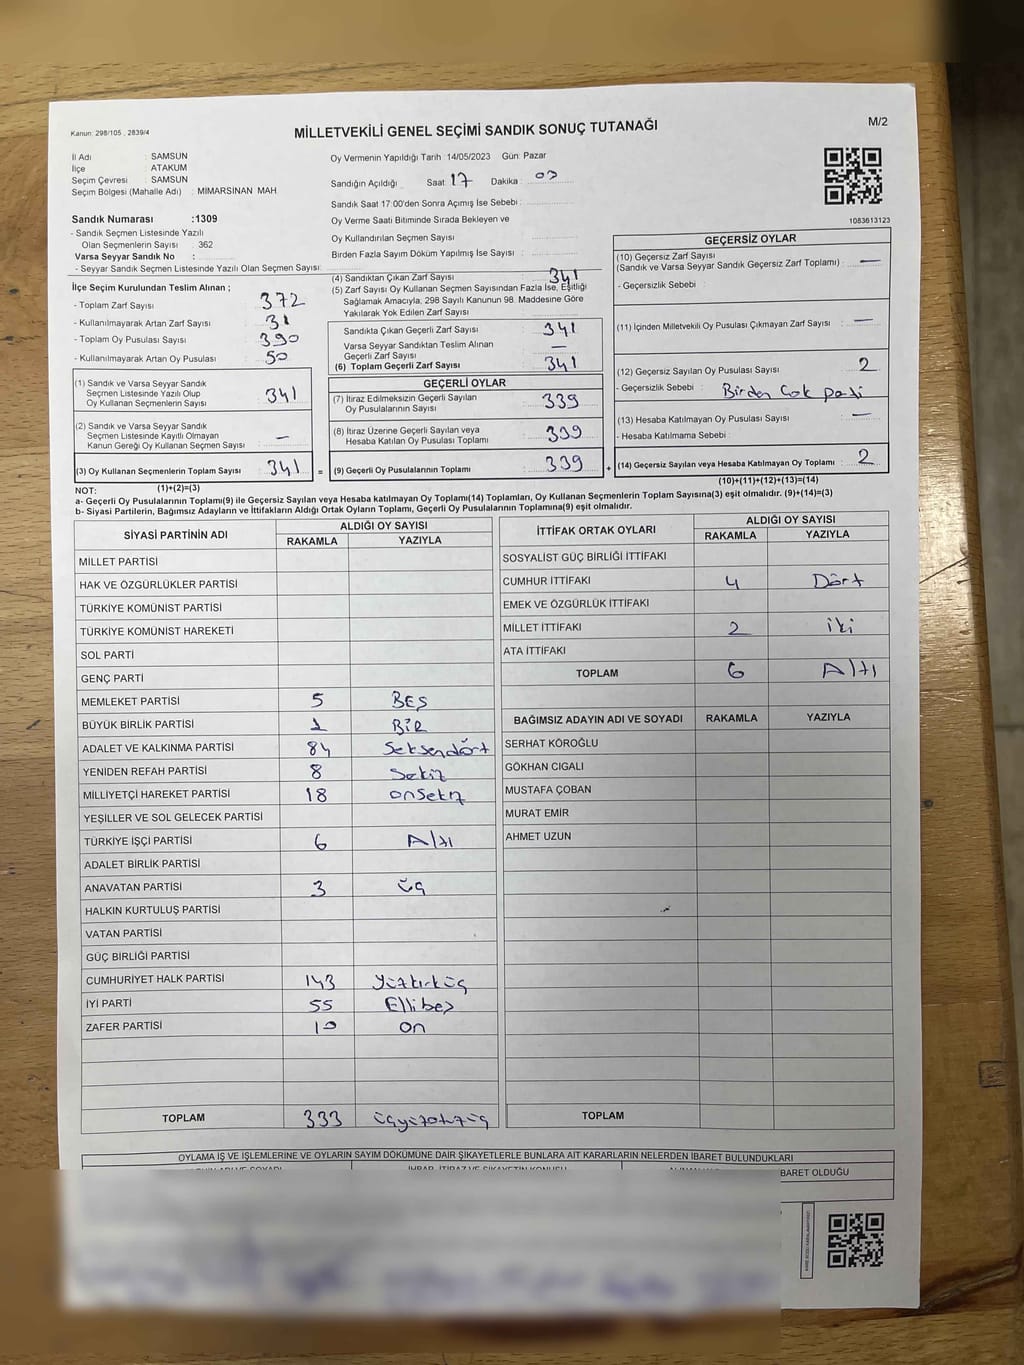 Kanun: 298/105 , 2839/4
MİLLETVEKİLİ GENEL SEÇİMİ SANDIK SONUÇ TUTANAĞI
M/2
İl Adı : SAMSUN
İlçe : ATAKUM
Seçim Çevresi : SAMSUN
Seçim Bölgesi (Mahalle Adı) : MİMARSİNAN MAH
Sandık Numarası :1309
- Sandık Seçmen Listesinde Yazılı
Olan Seçmenlerin Sayısı : 362
Varsa Seyyar Sandık No :
- Seyyar Sandık Seçmen Listesinde Yazılı Olan Seçmen Sayısı:
Oy Vermenin Yapıldığı Tarih :14/05/2023 Gün: Pazar
Sandığın Açıldığı Saat 17 Dakika : 02
Sandık Saat 17:00'den Sonra Açımış İse Sebebi :
Oy Verme Saati Bitiminde Sırada Bekleyen ve
Oy Kullandırılan Seçmen Sayısı :
Birden Fazla Sayım Döküm Yapılmış İse Sayısı :
1083613123
İlçe Seçim Kurulundan Teslim Alınan ;
- Toplam Zarf Sayısı : 372
- Kullanılmayarak Artan Zarf Sayısı : 31
- Toplam Oy Pusulası Sayısı : 390
- Kullanılmayarak Artan Oy Pusulası : 50
(1) Sandık ve Varsa Seyyar Sandık
Seçmen Listesinde Yazılı Olup
Oy Kullanan Seçmenlerin Sayısı : 341
(2) Sandık ve Varsa Seyyar Sandık
Seçmen Listesinde Kayıtlı Olmayan
Kanun Gereği Oy Kullanan Seçmen Sayısı : –
(3) Oy Kullanan Seçmenlerin Toplam Sayısı : 341 =
(1)+(2)=(3)
(4) Sandıktan Çıkan Zarf Sayısı : 341
(5) Zarf Sayısı Oy Kullanan Seçmen Sayısından Fazla İse, Eşitliği
Sağlamak Amacıyla, 298 Sayılı Kanunun 98. Maddesine Göre
Yakılarak Yok Edilen Zarf Sayısı :
Sandıkta Çıkan Geçerli Zarf Sayısı : 341
Varsa Seyyar Sandıktan Teslim Alınan
Geçerli Zarf Sayısı : –
(6) Toplam Geçerli Zarf Sayısı : 341
GEÇERLİ OYLAR
(7) İtiraz Edilmeksizin Geçerli Sayılan
Oy Pusulalarının Sayısı : 339
(8) İtiraz Üzerine Geçerli Sayılan veya
Hesaba Katılan Oy Pusulası Toplamı : 339
(9) Geçerli Oy Pusulalarının Toplamı : 339 +
GEÇERSİZ OYLAR
(10) Geçersiz Zarf Sayısı
(Sandık ve Varsa Seyyar Sandık Geçersiz Zarf Toplamı) : –
- Geçersizlik Sebebi :
(11) İçinden Milletvekili Oy Pusulası Çıkmayan Zarf Sayısı : –
(12) Geçersiz Sayılan Oy Pusulası Sayısı : 2
- Geçersizlik Sebebi : Birden Çok parti
(13) Hesaba Katılmayan Oy Pusulası Sayısı : –
- Hesaba Katılmama Sebebi :
(14) Geçersiz Sayılan veya Hesaba Katılmayan Oy Toplamı : 2
(10)+(11)+(12)+(13)=(14)
NOT:
a- Geçerli Oy Pusulalarının Toplamı(9) ile Geçersiz Sayılan veya Hesaba katılmayan Oy Toplamı(14) Toplamları, Oy Kullanan Seçmenlerin Toplam Sayısına(3) eşit olmalıdır. (9)+(14)=(3)
b- Siyasi Partilerin, Bağımsız Adayların ve İttifakların Aldığı Ortak Oyların Toplamı, Geçerli Oy Pusulalarının Toplamına(9) eşit olmalıdır.
SİYASİ PARTİNİN ADI ALDIĞI OY SAYISI
RAKAMLA YAZIYLA
MİLLET PARTİSİ
HAK VE ÖZGÜRLÜKLER PARTİSİ
TÜRKİYE KOMÜNİST PARTİSİ
TÜRKİYE KOMÜNİST HAREKETİ
SOL PARTİ
GENÇ PARTİ
MEMLEKET PARTİSİ 5 BEŞ
BÜYÜK BİRLİK PARTİSİ 1 BİR
ADALET VE KALKINMA PARTİSİ 84 Seksendört
YENİDEN REFAH PARTİSİ 8 Sekiz
MİLLİYETÇİ HAREKET PARTİSİ 18 onSekiz
YEŞİLLER VE SOL GELECEK PARTİSİ
TÜRKİYE İŞÇİ PARTİSİ 6 Altı
ADALET BİRLİK PARTİSİ
ANAVATAN PARTİSİ 3 üç
HALKIN KURTULUŞ PARTİSİ
VATAN PARTİSİ
GÜÇ BİRLİĞİ PARTİSİ
CUMHURİYET HALK PARTİSİ 143 Yüzkırküç
İYİ PARTİ 55 Ellibeş
ZAFER PARTİSİ 10 on
TOPLAM 333 üçyüzotuzüç
İTTİFAK ORTAK OYLARI ALDIĞI OY SAYISI
RAKAMLA YAZIYLA
SOSYALİST GÜÇ BİRLİĞİ İTTİFAKI
CUMHUR İTTİFAKI 4 Dört
EMEK VE ÖZGÜRLÜK İTTİFAKI
MİLLET İTTİFAKI 2 iki
ATA İTTİFAKI
TOPLAM 6 Altı
BAĞIMSIZ ADAYIN ADI VE SOYADI RAKAMLA YAZIYLA
SERHAT KÖROĞLU
GÖKHAN CIGALI
MUSTAFA ÇOBAN
MURAT EMİR
AHMET UZUN
TOPLAM
OYLAMA İŞ VE İŞLEMLERİNE VE OYLARIN SAYIM DÖKÜMÜNE DAİR ŞİKAYETLERLE BUNLARA AİT KARARLARIN NELERDEN İBARET BULUNDUKLARI
İHBAR, İTİRAZ VE ŞİKAYETİN KONUSU
BARET OLDUĞU